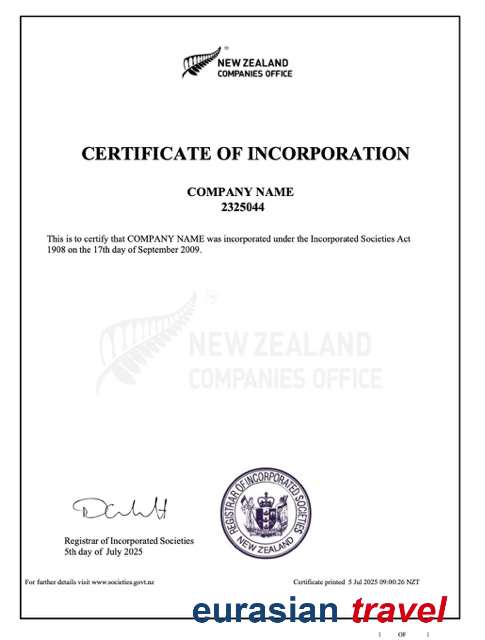 NEW ZEALAND
COMPANIES OFFICE
CERTIFICATE OF INCORPORATION
COMPANY NAME
2325044
This is to certify that COMPANY NAME was incorporated under the Incorporated Societies Act
1908 on the 17th day of September 2009.
NEW ZEALAND
COMPANIES OFFICE
REGISTRAR OF INCORPORATED SOCIETIES
NEW ZEALAND
Registrar of Incorporated Societies
5th day of July 2025
For further details visit www.societies.govt.nz
Certificate printed 5 Jul 2025 09:00:26 NZT
eurasian travel
1 OF 1